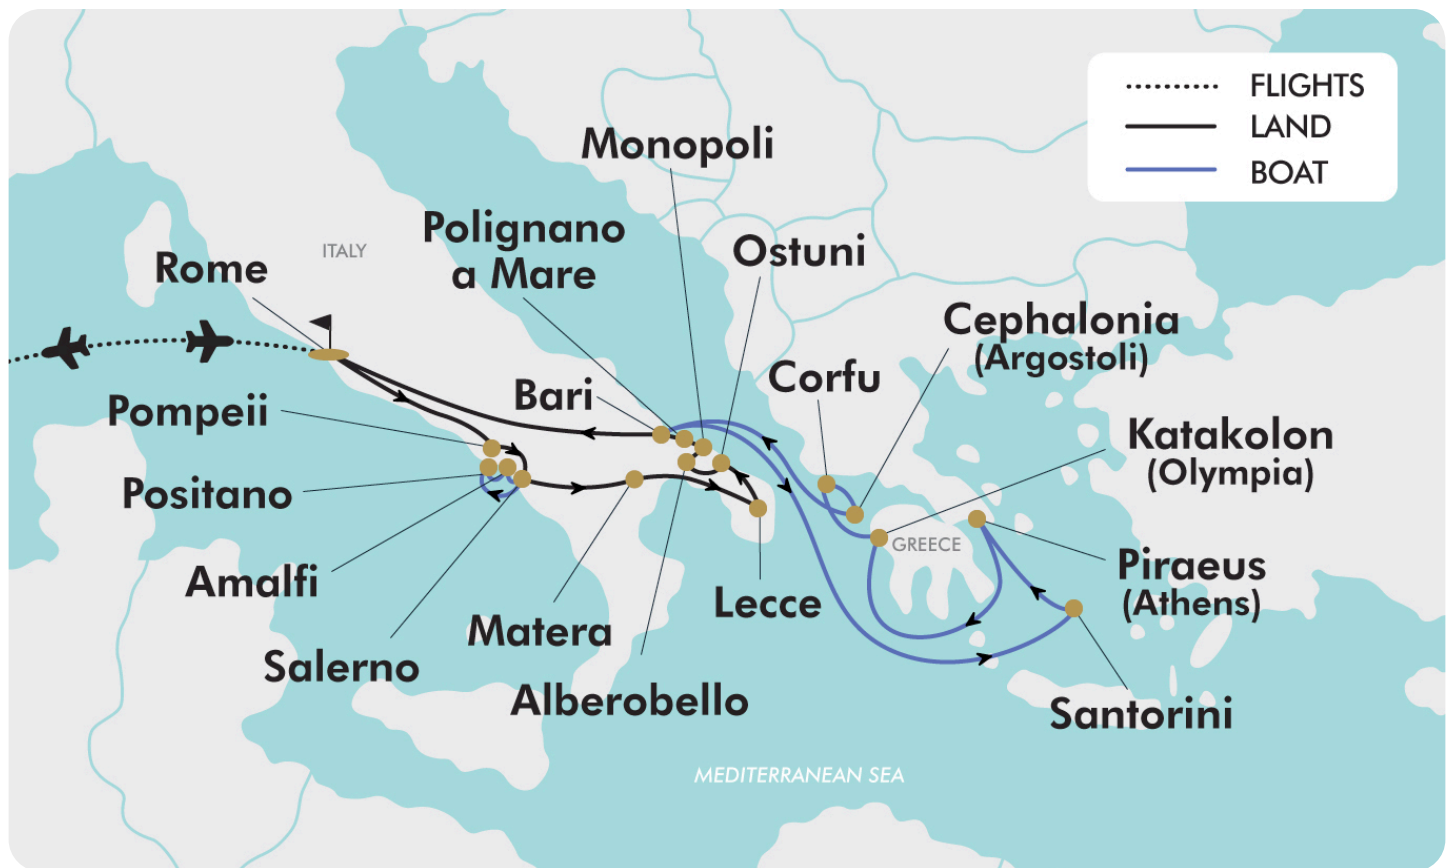 FLIGHTS
LAND
BOAT
Monopoli
Polignano
a Mare
Ostuni
ITALY
Rome
Cephalonia
(Argostoli)
Corfu
Bari
Pompeii
Katakolon
(Olympia)
Positano
GREECE
Piraeus
(Athens)
Amalfi
Lecce
Matera
Salerno
Alberobello
Santorini
MEDITERRANEAN SEA